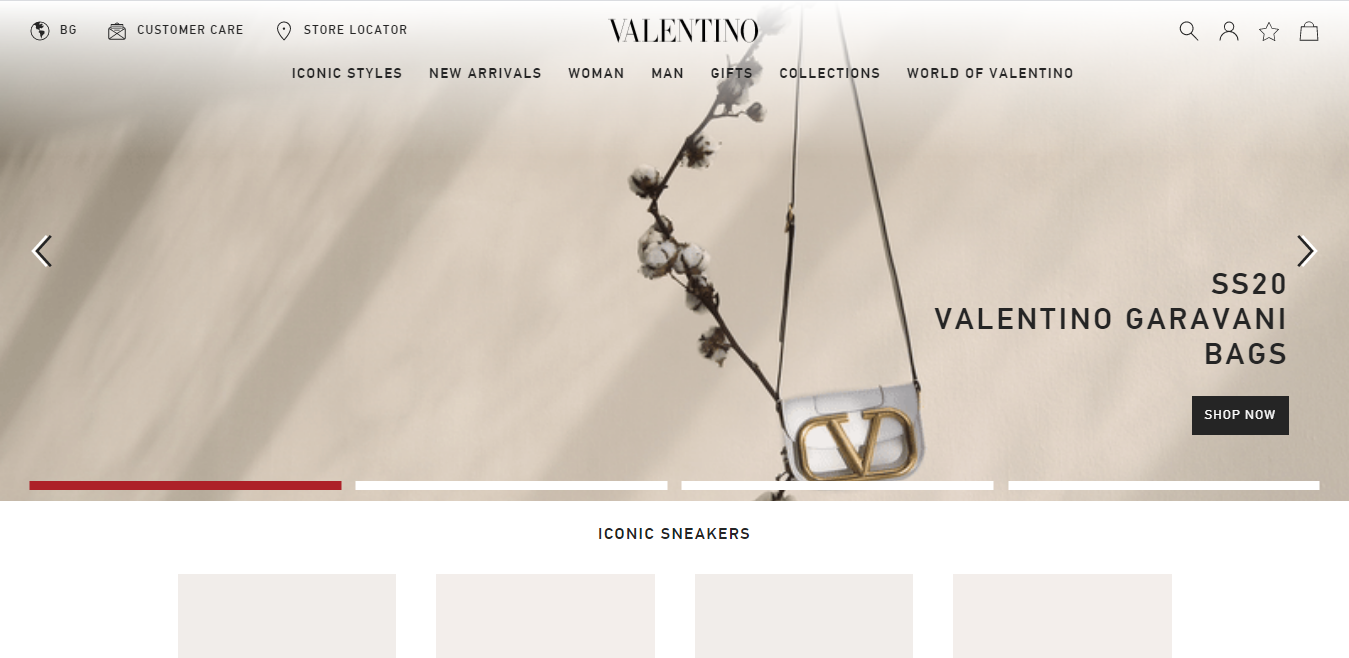 BG
CUSTOMER CARE
STORE LOCATOR
VALENTINO
ICONIC STYLES
NEW ARRIVALS
WOMAN
MAN
GIFTS
COLLECTIONS
WORLD OF VALENTINO
SS20
VALENTINO GARAVANI
BAGS
SHOP NOW
ICONIC SNEAKERS